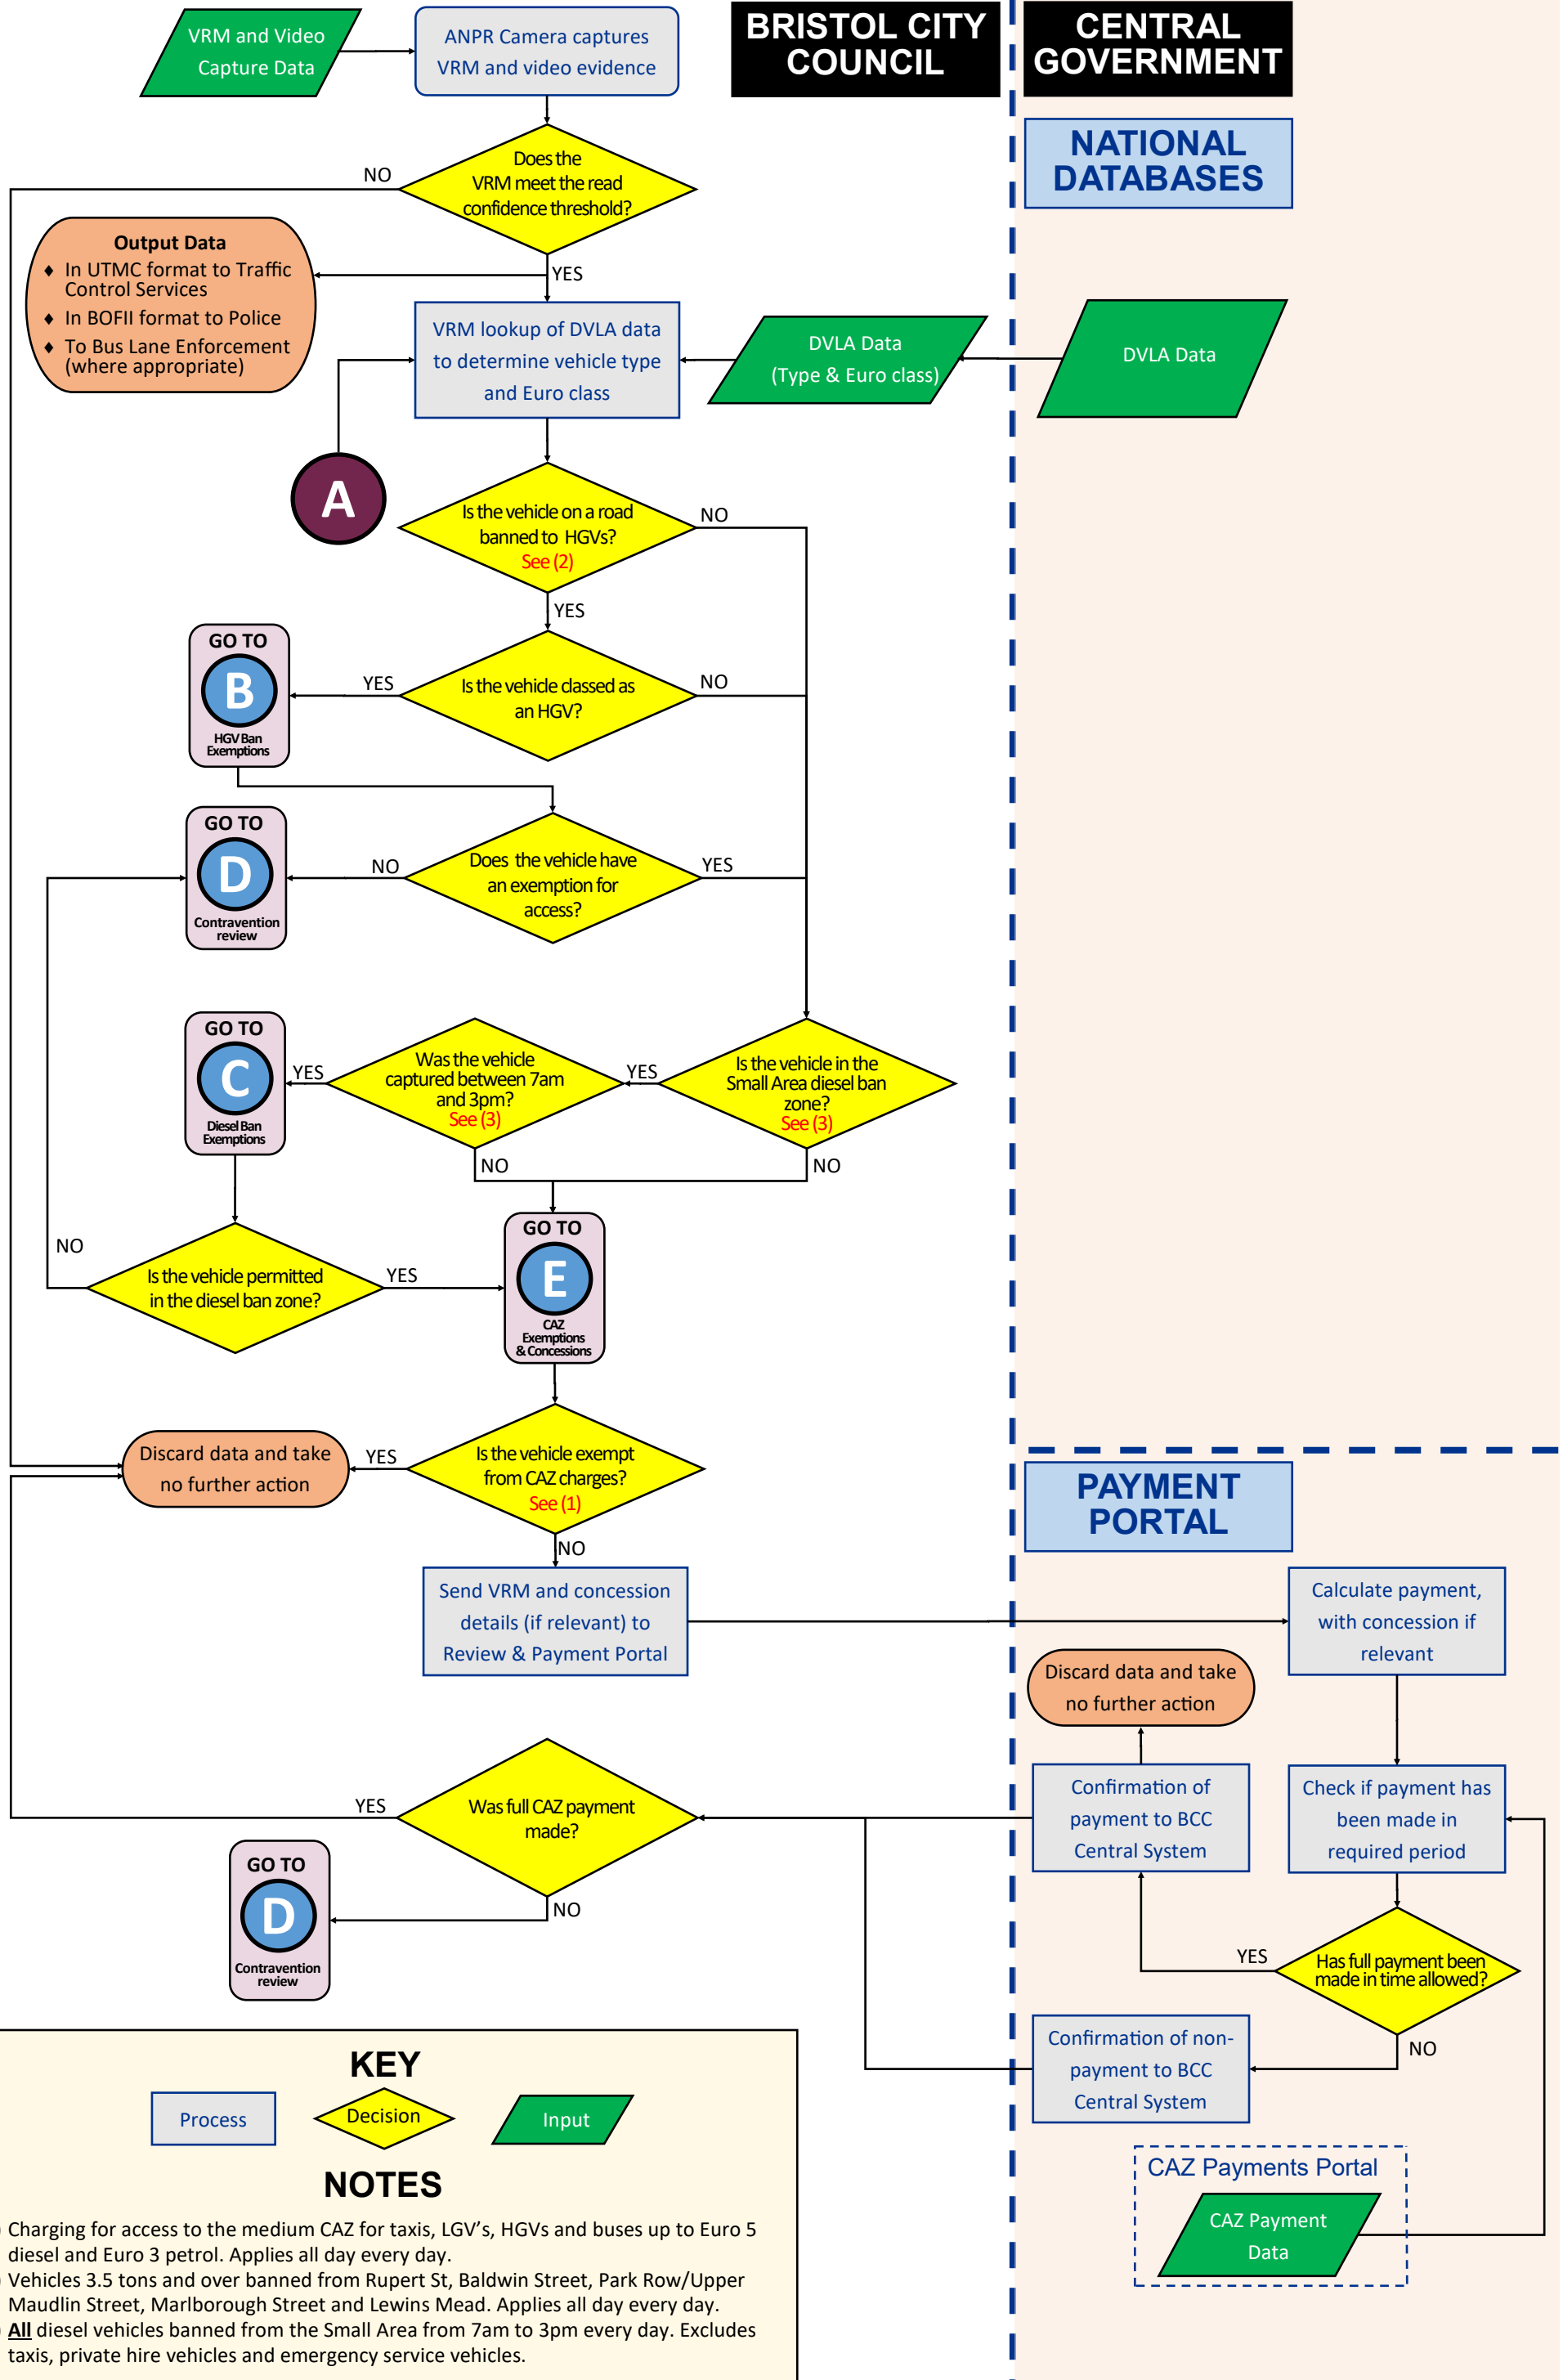 VRM and Video
Capture Data
ANPR Camera captures
VRM and video evidence
BRISTOL CITY
COUNCIL
CENTRAL
GOVERNMENT
NATIONAL
DATABASES
Does the
VRM meet the read
confidence threshold?
NO
YES
Output Data
♦ In UTMC format to Traffic
Control Services
♦ In BOFII format to Police
♦ To Bus Lane Enforcement
(where appropriate)
VRM lookup of DVLA data
to determine vehicle type
and Euro class
DVLA Data
(Type & Euro class)
DVLA Data
A
Is the vehicle on a road
banned to HGVs?
See (2)
NO
YES
GO TO
B
HGV Ban
Exemptions
YES
Is the vehicle classed as
an HGV?
NO
GO TO
D
Contravention
review
NO
Does the vehicle have
an exemption for
access?
YES
GO TO
C
Diesel Ban
Exemptions
YES
Was the vehicle
captured between 7am
and 3pm?
See (3)
YES
Is the vehicle in the
Small Area diesel ban
zone?
See (3)
NO
NO
NO
Is the vehicle permitted
in the diesel ban zone?
YES
GO TO
E
CAZ
Exemptions
& Concessions
Discard data and take
no further action
YES
Is the vehicle exempt
from CAZ charges?
See (1)
NO
PAYMENT
PORTAL
Send VRM and concession
details (if relevant) to
Review & Payment Portal
Calculate payment,
with concession if
relevant
Discard data and take
no further action
YES
Was full CAZ payment
made?
NO
Confirmation of
payment to BCC
Central System
Check if payment has
been made in
required period
GO TO
D
Contravention
review
YES
Has full payment been
made in time allowed?
NO
Confirmation of non-
payment to BCC
Central System
CAZ Payments Portal
CAZ Payment
Data
KEY
Process
Decision
Input
NOTES
) Charging for access to the medium CAZ for taxis, LGV's, HGVs and buses up to Euro 5
diesel and Euro 3 petrol. Applies all day every day.
) Vehicles 3.5 tons and over banned from Rupert St, Baldwin Street, Park Row/Upper
Maudlin Street, Marlborough Street and Lewins Mead. Applies all day every day.
) All diesel vehicles banned from the Small Area from 7am to 3pm every day. Excludes
taxis, private hire vehicles and emergency service vehicles.